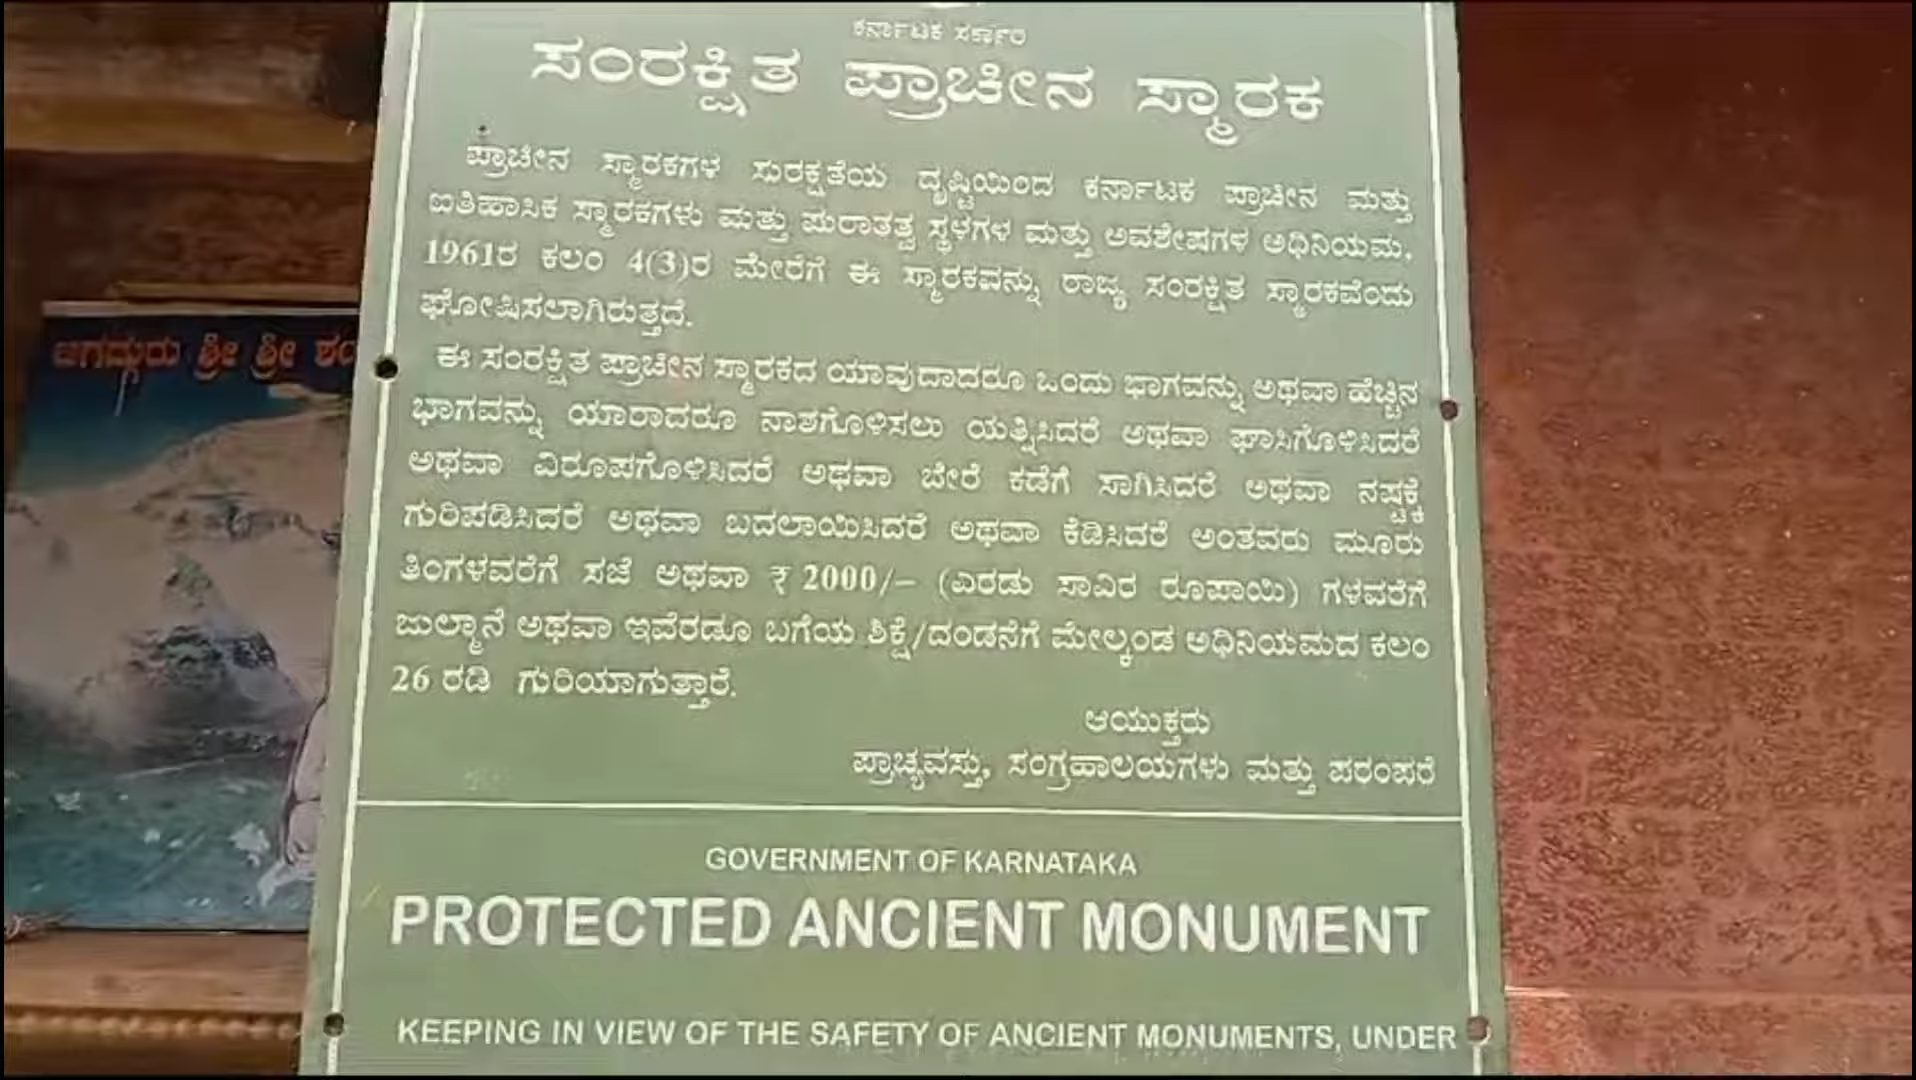 ಕರ್ನಾಟಕ ಸರ್ಕಾರ
ಸಂರಕ್ಷಿತ ಪ್ರಾಚೀನ ಸ್ಮಾರಕ
ಪ್ರಾಚೀನ ಸ್ಮಾರಕಗಳ ಸುರಕ್ಷತೆಯ ದೃಷ್ಟಿಯಿಂದ ಕರ್ನಾಟಕ ಪ್ರಾಚೀನ ಮತ್ತು
ಐತಿಹಾಸಿಕ ಸ್ಮಾರಕಗಳು ಮತ್ತು ಪುರಾತತ್ವ ಸ್ಥಳಗಳ ಮತ್ತು ಅವಶೇಷಗಳ ಅಧಿನಿಯಮ,
1961ರ ಕಲಂ 4(3)ರ ಮೇರೆಗೆ ಈ ಸ್ಮಾರಕವನ್ನು ರಾಜ್ಯ ಸಂರಕ್ಷಿತ ಸ್ಮಾರಕವೆಂದು
ಘೋಷಿಸಲಾಗಿರುತ್ತದೆ.
ಈ ಸಂರಕ್ಷಿತ ಪ್ರಾಚೀನ ಸ್ಮಾರಕದ ಯಾವುದಾದರೂ ಒಂದು ಭಾಗವನ್ನು ಅಥವಾ ಹೆಚ್ಚಿನ
ಭಾಗವನ್ನು ಯಾರಾದರೂ ನಾಶಗೊಳಿಸಲು ಯತ್ನಿಸಿದರೆ ಅಥವಾ ಘಾಸಿಗೊಳಿಸಿದರೆ
ಅಥವಾ ವಿರೂಪಗೊಳಿಸಿದರೆ ಅಥವಾ ಬೇರೆ ಕಡೆಗೆ ಸಾಗಿಸಿದರೆ ಅಥವಾ ನಷ್ಟಕ್ಕೆ
ಗುರಿಪಡಿಸಿದರೆ ಅಥವಾ ಬದಲಾಯಿಸಿದರೆ ಅಥವಾ ಕೆಡಿಸಿದರೆ ಅಂತವರು ಮೂರು
ತಿಂಗಳವರೆಗೆ ಸಜೆ ಅಥವಾ ₹ 2000/– (ಎರಡು ಸಾವಿರ ರೂಪಾಯಿ) ಗಳವರೆಗೆ
ಜುಲ್ಮಾನೆ ಅಥವಾ ಇವೆರಡೂ ಬಗೆಯ ಶಿಕ್ಷೆ/ದಂಡನೆಗೆ ಮೇಲ್ಕಂಡ ಅಧಿನಿಯಮದ ಕಲಂ
26 ರಡಿ ಗುರಿಯಾಗುತ್ತಾರೆ.
ಆಯುಕ್ತರು
ಪ್ರಾಚ್ಯವಸ್ತು, ಸಂಗ್ರಹಾಲಯಗಳು ಮತ್ತು ಪರಂಪರೆ
GOVERNMENT OF KARNATAKA
PROTECTED ANCIENT MONUMENT
KEEPING IN VIEW OF THE SAFETY OF ANCIENT MONUMENTS, UNDER
ಜಗದ್ಗುರು ಶ್ರೀ ಶ್ರೀ